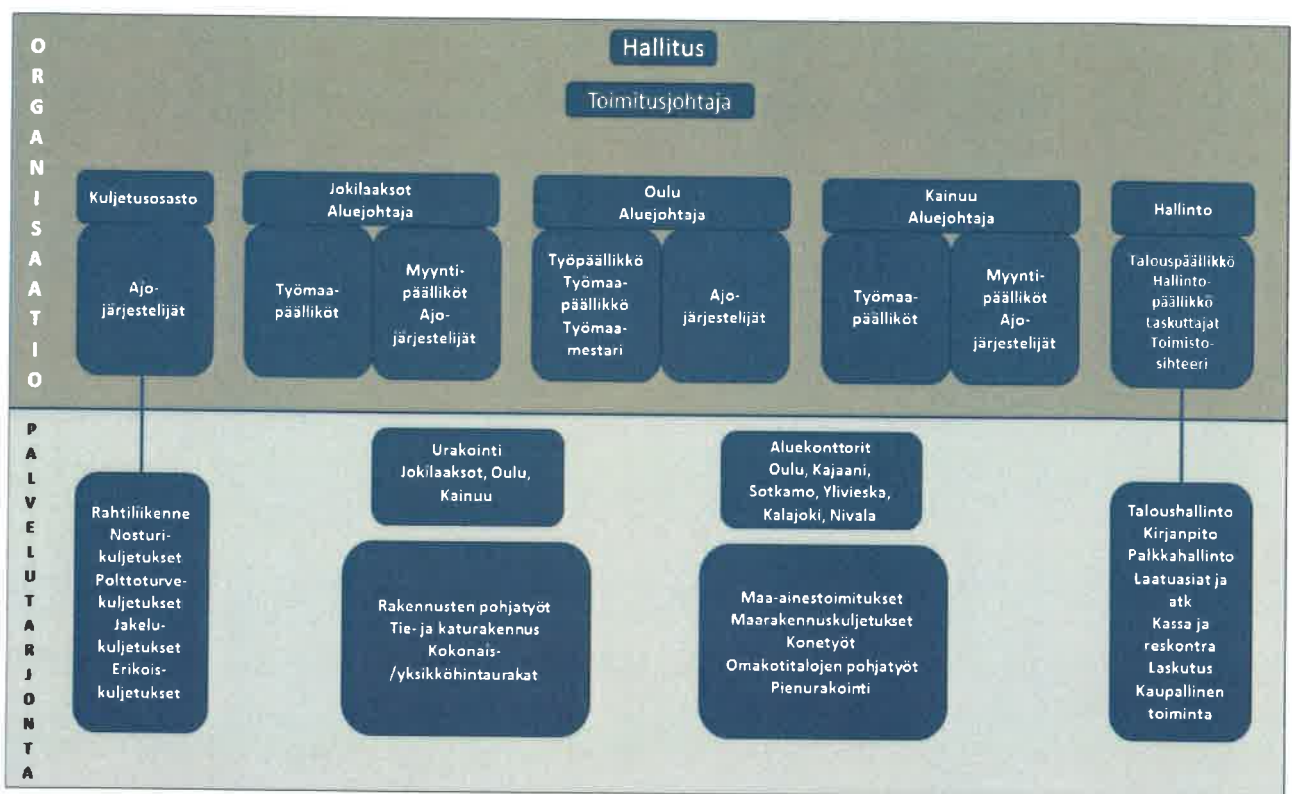 ORGANISAATIO
Hallitus
Toimitusjohtaja
Kuljetusosasto
Ajo-
järjestelijät
Jokilaaksot
Aluejohtaja
Työmaa-
päälliköt
Myynti-
päälliköt
Ajo-
järjestelijät
Oulu
Aluejohtaja
Työpäällikkö
Työmaa-
päällikkö
Työmaa-
mestari
Ajo-
järjestelijät
Kainuu
Aluejohtaja
Työmaa-
päälliköt
Myynti-
päälliköt
Ajo-
järjestelijät
Hallinto
Talouspäällikkö
Hallinto-
päällikkö
Laskuttajat
Toimisto-
sihteeri
PALVELUTARJONTA
Rahtiliikenne
Nosturi-
kuljetukset
Polttoturve-
kuljetukset
Jakelu-
kuljetukset
Erikois-
kuljetukset
Urakointi
Jokilaaksot, Oulu,
Kainuu
Rakennusten pohjatyöt
Tie- ja katurakennus
Kokonais-
/yksikköhintaurakat
Aluekonttorit
Oulu, Kajaani,
Sotkamo, Ylivieska,
Kalajoki, Nivala
Maa-ainestoimitukset
Maarakennuskuljetukset
Konetyöt
Omakotitalojen pohjatyöt
Pienurakointi
Taloushallinto
Kirjanpito
Palkkahallinto
Laatuasiat ja
atk
Kassa ja
reskontra
Laskutus
Kaupallinen
toiminta